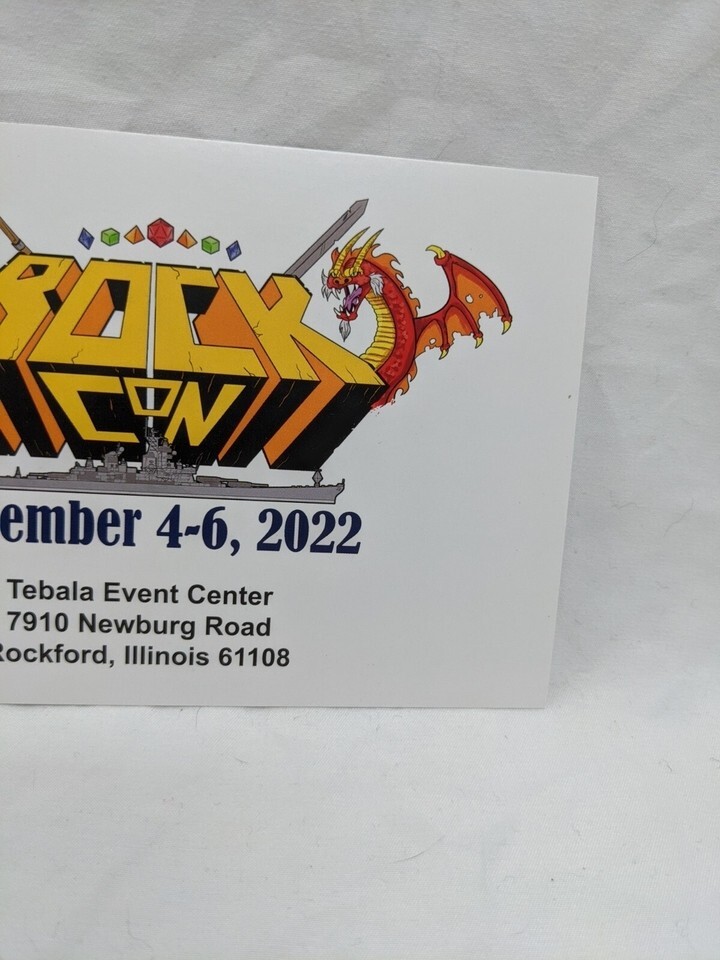 ROCK
CON
ember 4-6, 2022
Tebala Event Center
7910 Newburg Road
Rockford, Illinois 61108